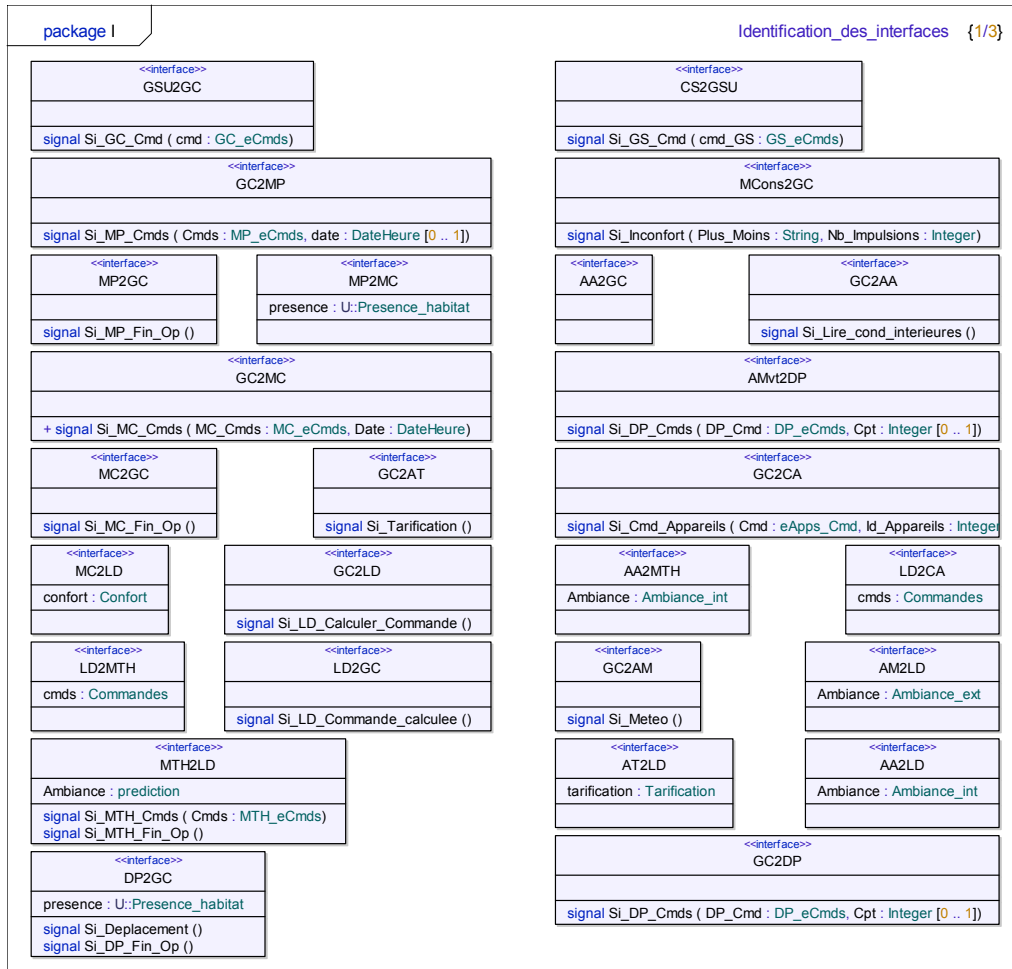 package I
Identification_des_interfaces {1/3}
<<interface>>
GSU2GC
signal Si_GC_Cmd ( cmd : GC_eCmds)
<<interface>>
CS2GSU
signal Si_GS_Cmd ( cmd_GS : GS_eCmds)
<<interface>>
GC2MP
signal Si_MP_Cmds ( Cmds : MP_eCmds, date : DateHeure [0 .. 1])
<<interface>>
MCons2GC
signal Si_Inconfort ( Plus_Moins : String, Nb_Impulsions : Integer)
<<interface>>
MP2GC
signal Si_MP_Fin_Op ()
<<interface>>
MP2MC
presence : U::Presence_habitat
<<interface>>
AA2GC
<<interface>>
GC2AA
signal Si_Lire_cond_interieures ()
<<interface>>
GC2MC
+ signal Si_MC_Cmds ( MC_Cmds : MC_eCmds, Date : DateHeure)
<<interface>>
AMvt2DP
signal Si_DP_Cmds ( DP_Cmd : DP_eCmds, Cpt : Integer [0 .. 1])
<<interface>>
MC2GC
signal Si_MC_Fin_Op ()
<<interface>>
GC2AT
signal Si_Tarification ()
<<interface>>
GC2CA
signal Si_Cmd_Appareils ( Cmd : eApps_Cmd, Id_Appareils : Integer
<<interface>>
MC2LD
confort : Confort
<<interface>>
GC2LD
signal Si_LD_Calculer_Commande ()
<<interface>>
AA2MTH
Ambiance : Ambiance_int
<<interface>>
LD2CA
cmds : Commandes
<<interface>>
LD2MTH
cmds : Commandes
<<interface>>
LD2GC
signal Si_LD_Commande_calculee ()
<<interface>>
GC2AM
signal Si_Meteo ()
<<interface>>
AM2LD
Ambiance : Ambiance_ext
<<interface>>
MTH2LD
Ambiance : prediction
signal Si_MTH_Cmds ( Cmds : MTH_eCmds)
signal Si_MTH_Fin_Op ()
<<interface>>
AT2LD
tarification : Tarification
<<interface>>
AA2LD
Ambiance : Ambiance_int
<<interface>>
DP2GC
presence : U::Presence_habitat
signal Si_Deplacement ()
signal Si_DP_Fin_Op ()
<<interface>>
GC2DP
signal Si_DP_Cmds ( DP_Cmd : DP_eCmds, Cpt : Integer [0 .. 1])